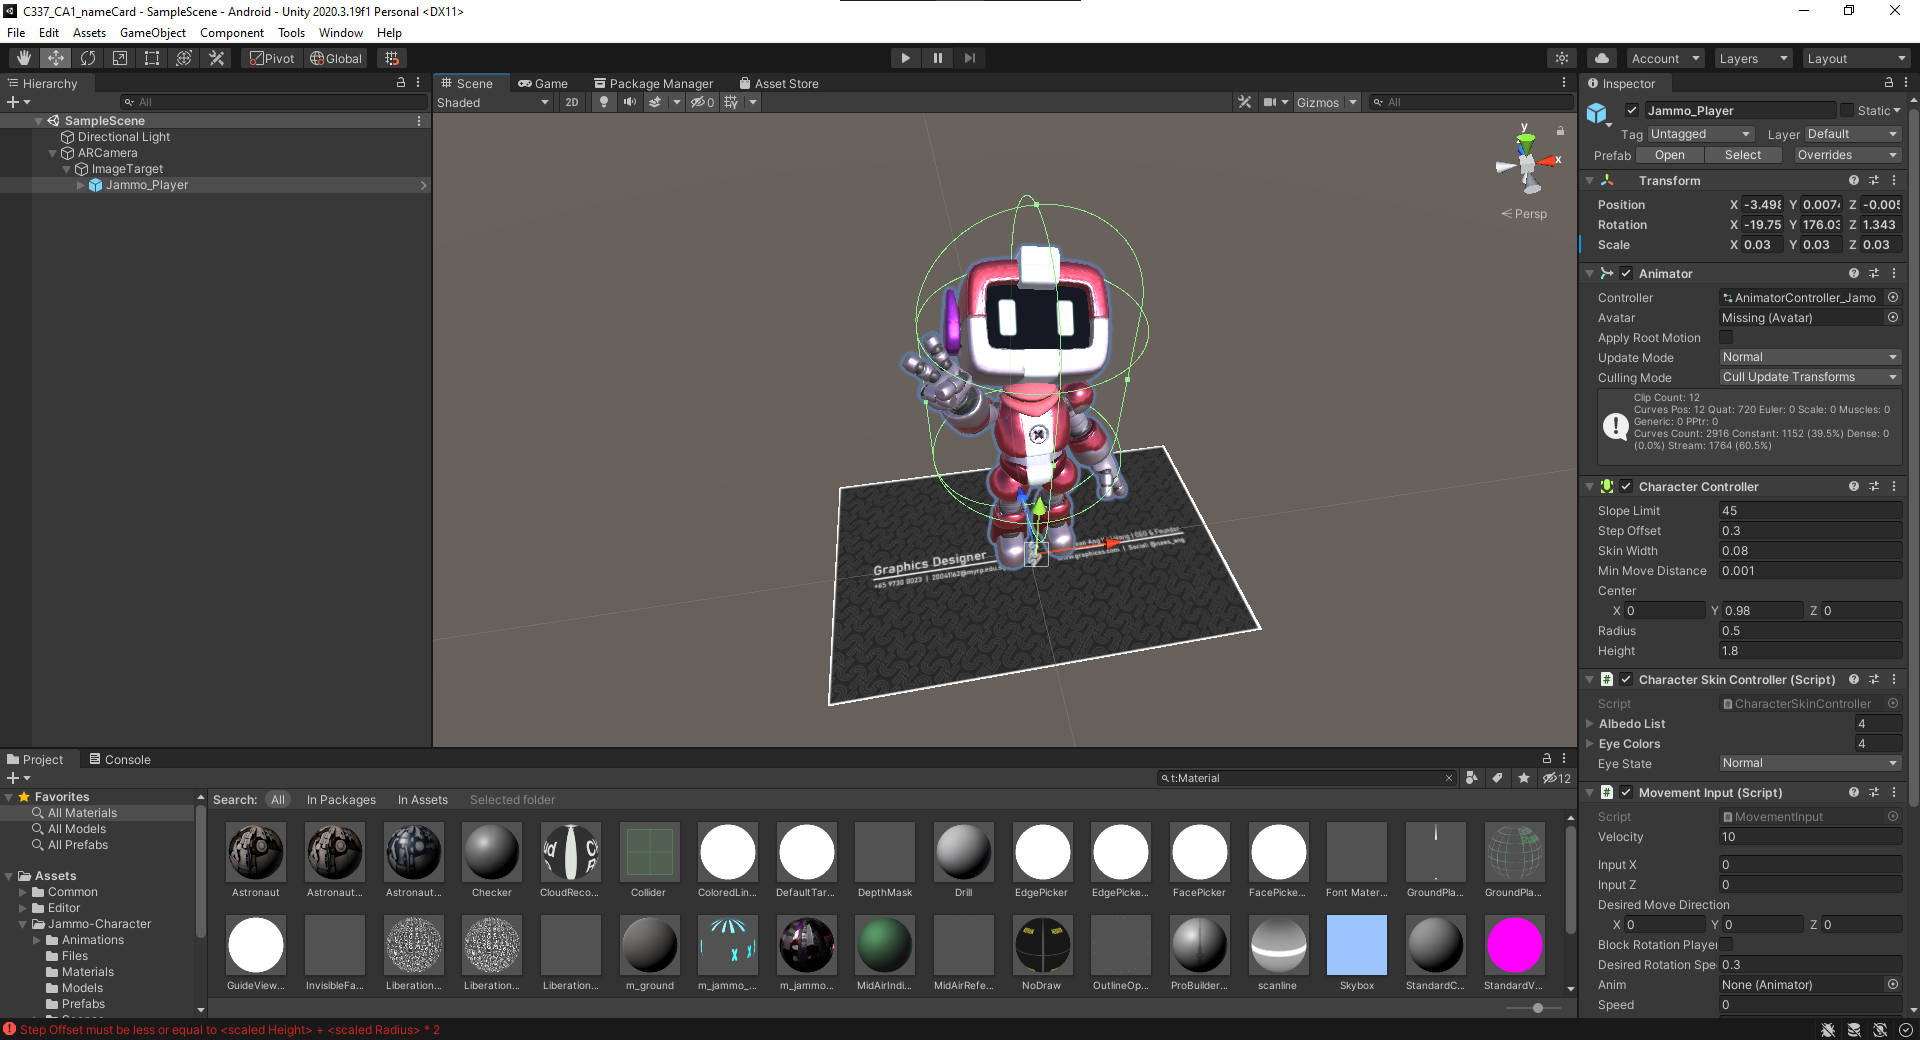 C337_CA1_nameCard - SampleScene - Android - Unity 2020.3.19f1 Personal <DX11>
File Edit Assets GameObject Component Tools Window Help
Pivot Global
Account Layers Layout
Hierarchy
All
SampleScene
Directional Light
ARCamera
ImageTarget
Jammo_Player
Scene Game Package Manager Asset Store
Shaded 2D 0 Gizmos All
y
x
Persp
Graphics Designer
+65 9730 0023 | 20041162@myrp.edu.s
| CEO & Founder
www.graphicss.com | Social: @naws_ang
Inspector
Jammo_Player Static
Tag Untagged Layer Default
Prefab Open Select Overrides
Transform
Position X -3.498 Y 0.0074 Z -0.005
Rotation X -19.75 Y 176.03 Z 1.343
Scale X 0.03 Y 0.03 Z 0.03
Animator
Controller AnimatorController_Jamo
Avatar Missing (Avatar)
Apply Root Motion
Update Mode Normal
Culling Mode Cull Update Transforms
Clip Count: 12
Curves Pos: 12 Quat: 720 Euler: 0 Scale: 0 Muscles: 0
Generic: 0 PPtr: 0
Curves Count: 2916 Constant: 1152 (39.5%) Dense: 0
(0.0%) Stream: 1764 (60.5%)
Character Controller
Slope Limit 45
Step Offset 0.3
Skin Width 0.08
Min Move Distance 0.001
Center
X 0 Y 0.98 Z 0
Radius 0.5
Height 1.8
Character Skin Controller (Script)
Script CharacterSkinController
Albedo List 4
Eye Colors 4
Eye State Normal
Movement Input (Script)
Script MovementInput
Velocity 10
Input X 0
Input Z 0
Desired Move Direction
X 0 Y 0 Z 0
Block Rotation Player
Desired Rotation Spe 0.3
Anim None (Animator)
Speed 0
Project Console
t:Material
12
Favorites
All Materials
All Models
All Prefabs
Assets
Common
Editor
Jammo-Character
Animations
Files
Materials
Models
Prefabs
Search: All In Packages In Assets Selected folder
Astronaut Astronaut... Astronaut... Checker CloudReco... Collider ColoredLin... DefaultTar... DepthMask Drill EdgePicker EdgePicke... FacePicker FacePicke... Font Mater... GroundPla... GroundPla...
GuideView... InvisibleFa... Liberation... Liberation... Liberation... m_ground m_jammo_... m_jammo... MidAirIndi... MidAirRefe... NoDraw OutlineOp... ProBuilder... scanline Skybox StandardC... StandardV...
Step Offset must be less or equal to <scaled Height> + <scaled Radius> * 2